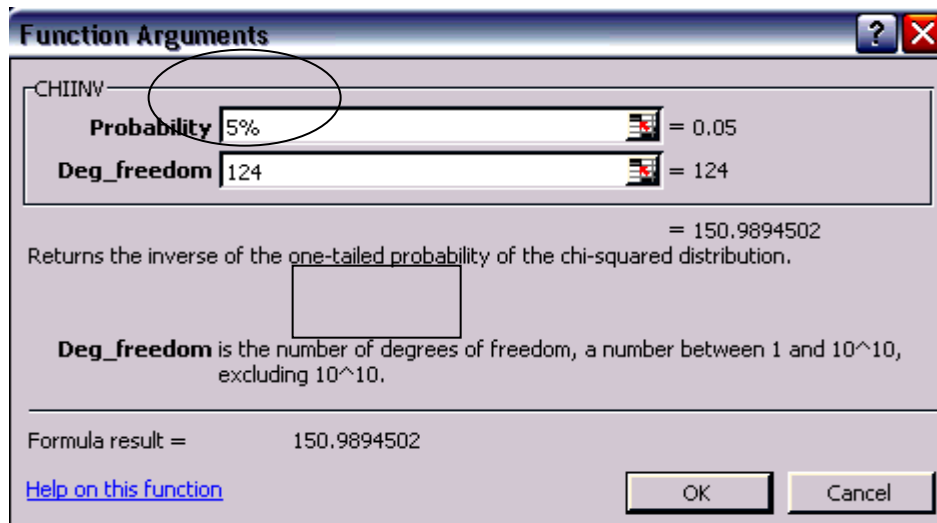 Function Arguments
CHIINV
Probability 5% = 0.05
Deg_freedom 124 = 124
= 150.9894502
Returns the inverse of the one-tailed probability of the chi-squared distribution.
Deg_freedom is the number of degrees of freedom, a number between 1 and 10^10,
excluding 10^10.
Formula result = 150.9894502
Help on this function OK Cancel